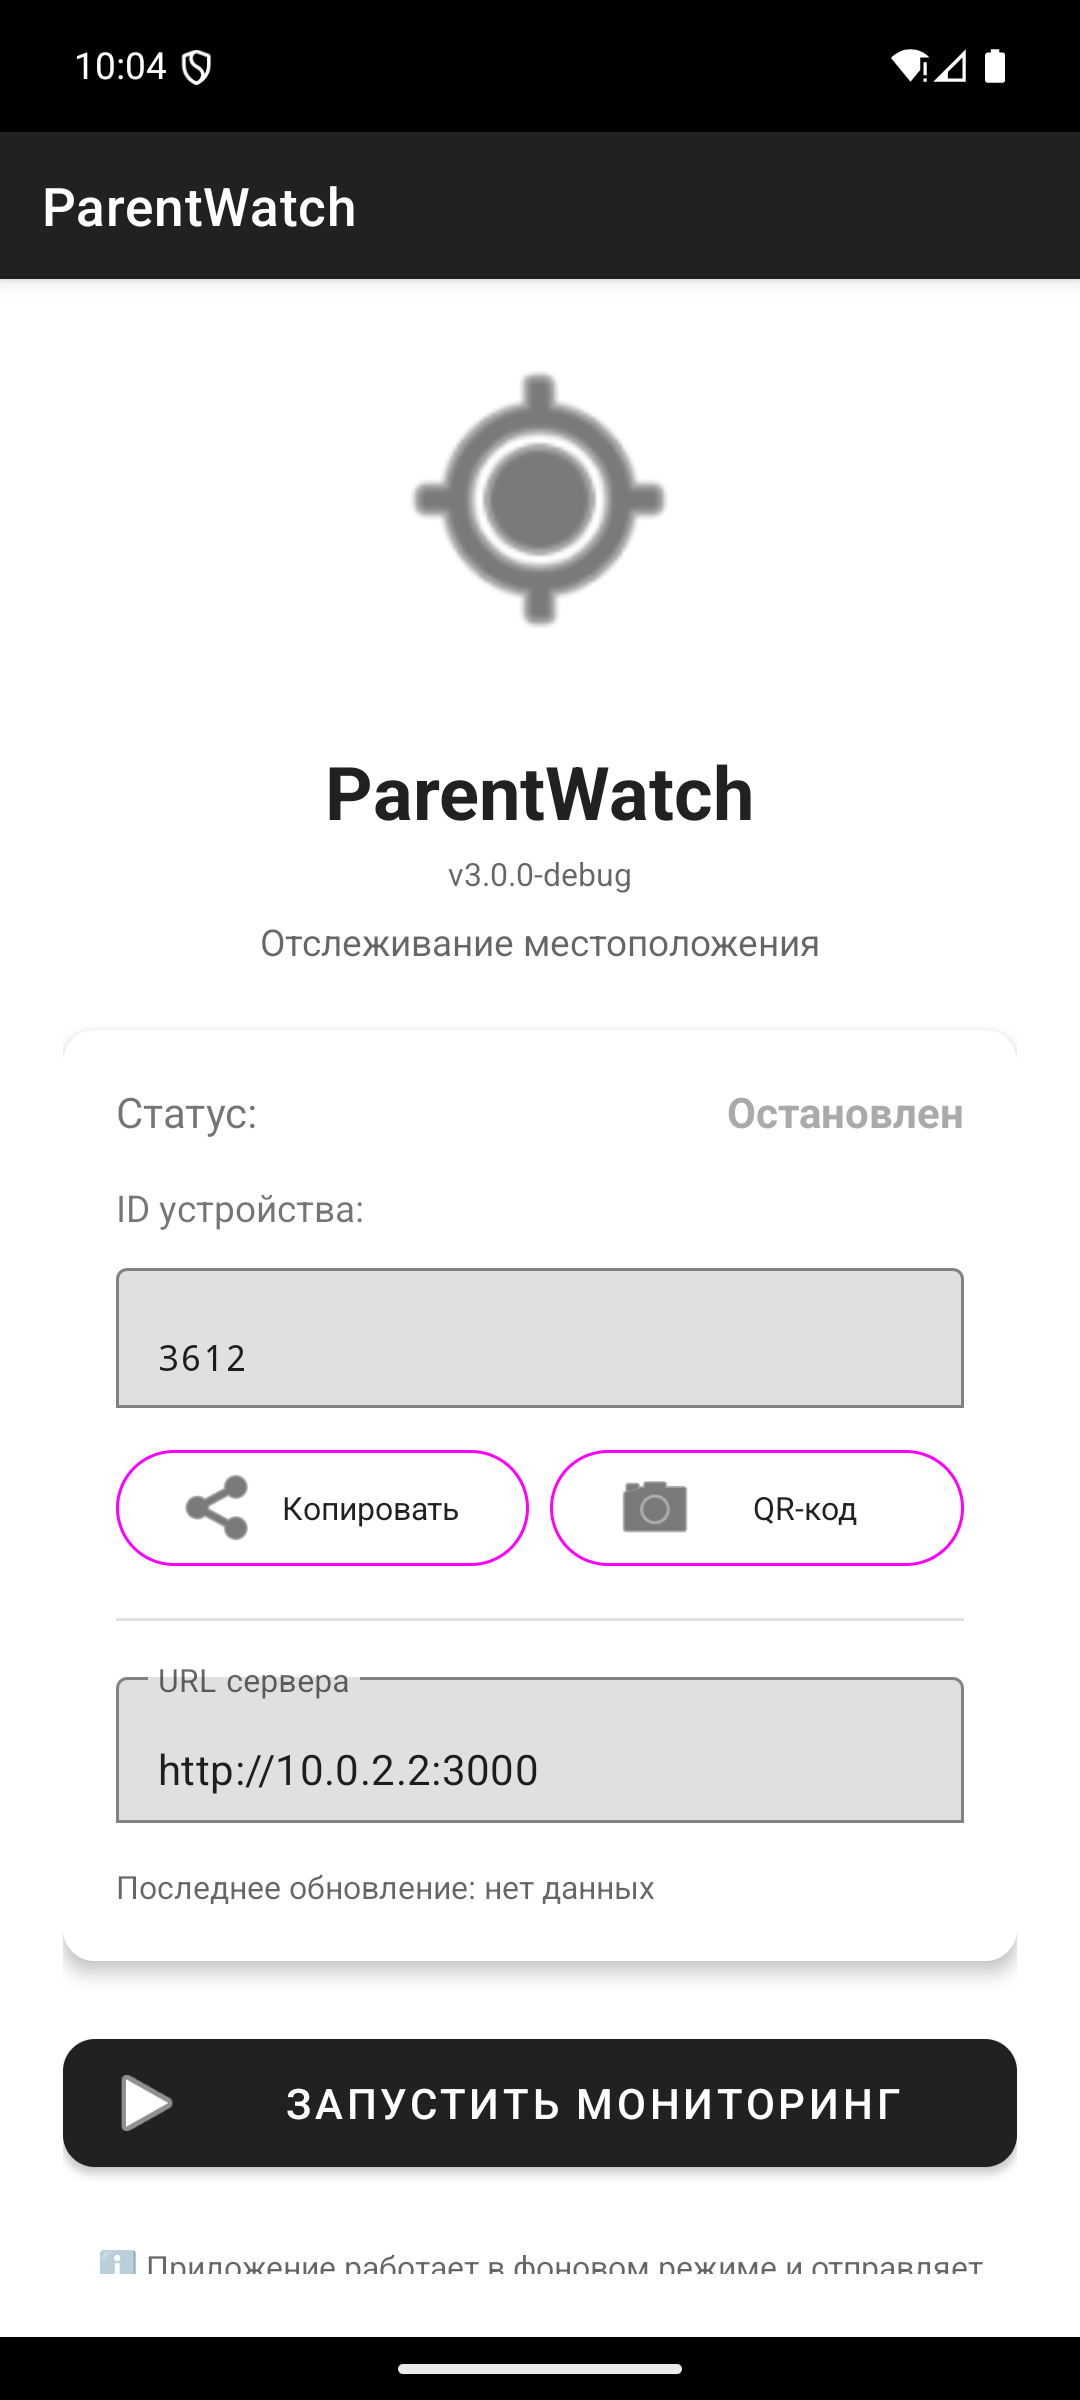 10:04
ParentWatch
ParentWatch
v3.0.0-debug
Отслеживание местоположения
Статус: Остановлен
ID устройства:
3612
Копировать QR-код
URL сервера
http://10.0.2.2:3000
Последнее обновление: нет данных
ЗАПУСТИТЬ МОНИТОРИНГ
ℹ️ Приложение работает в фоновом режиме и отправляет